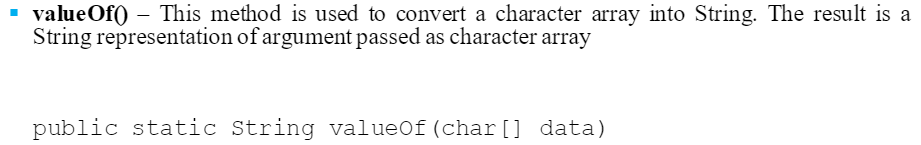 ▪ valueOf() – This method is used to convert a character array into String. The result is a
String representation of argument passed as character array
public static String valueOf(char[] data)